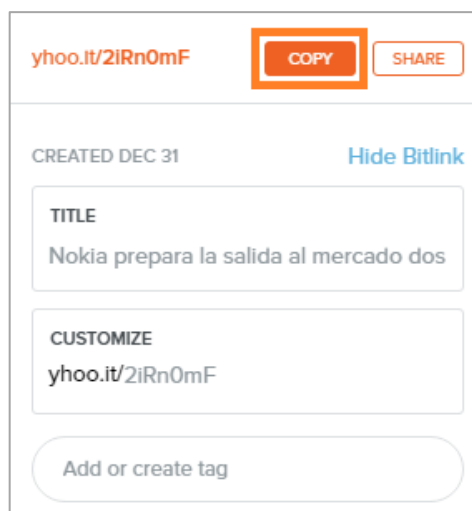 yhoo.it/2iRn0mF COPY SHARE
CREATED DEC 31 Hide Bitlink
TITLE
Nokia prepara la salida al mercado dos
CUSTOMIZE
yhoo.it/2iRn0mF
Add or create tag